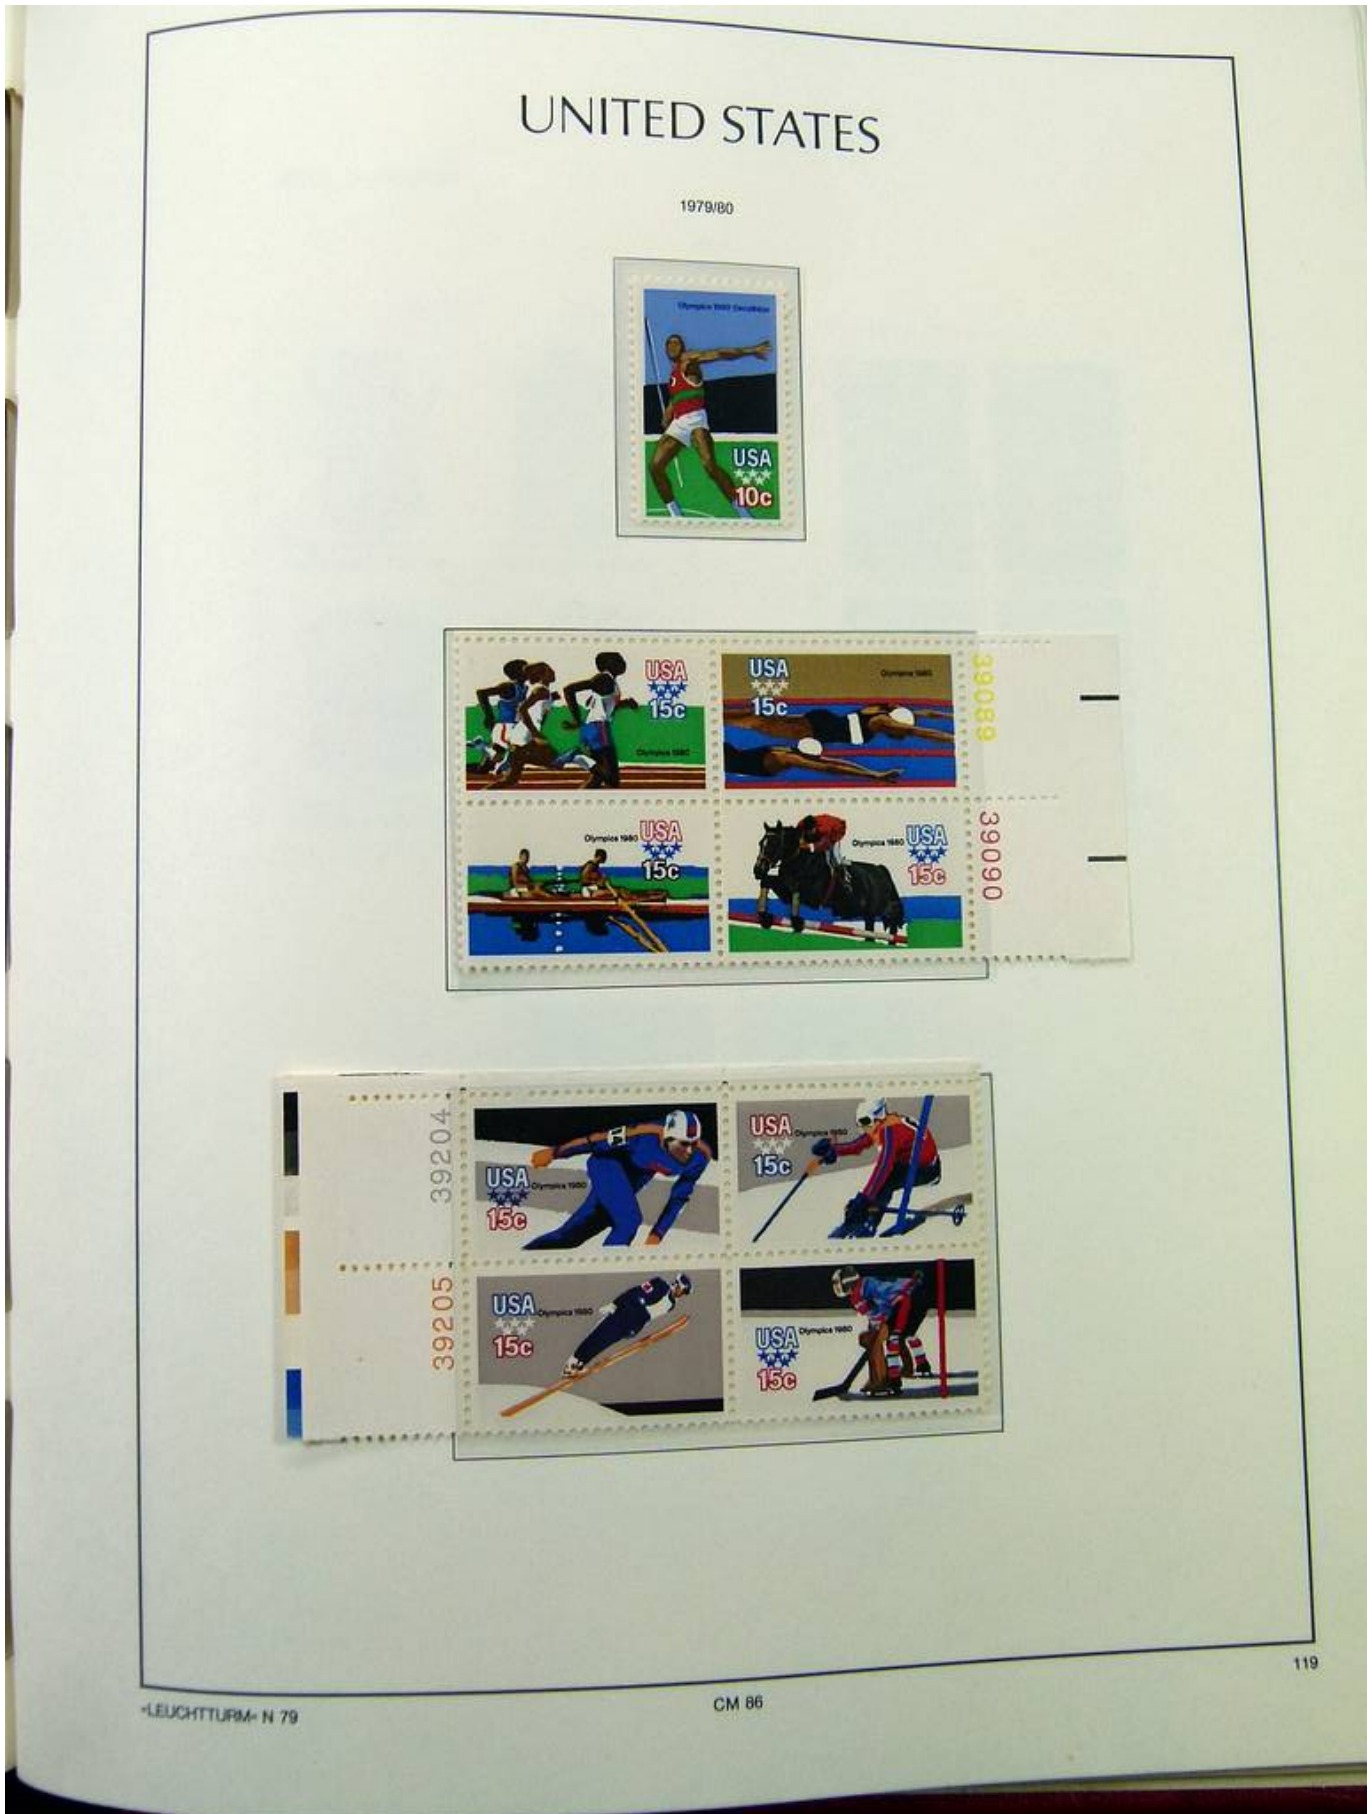 UNITED STATES
1979/80
Olympics 1980 Decathlon
USA
10c
USA
15c
Olympics 1980
USA
15c
Olympics 1980
39089
Olympics 1980
USA
15c
Olympics 1980
USA
15c
39090
39204
USA
Olympics 1980
15c
USA
Olympics 1980
15c
39205
USA
Olympics 1980
15c
USA
Olympics 1980
15c
119
»LEUCHTTURM« N 79
CM 86